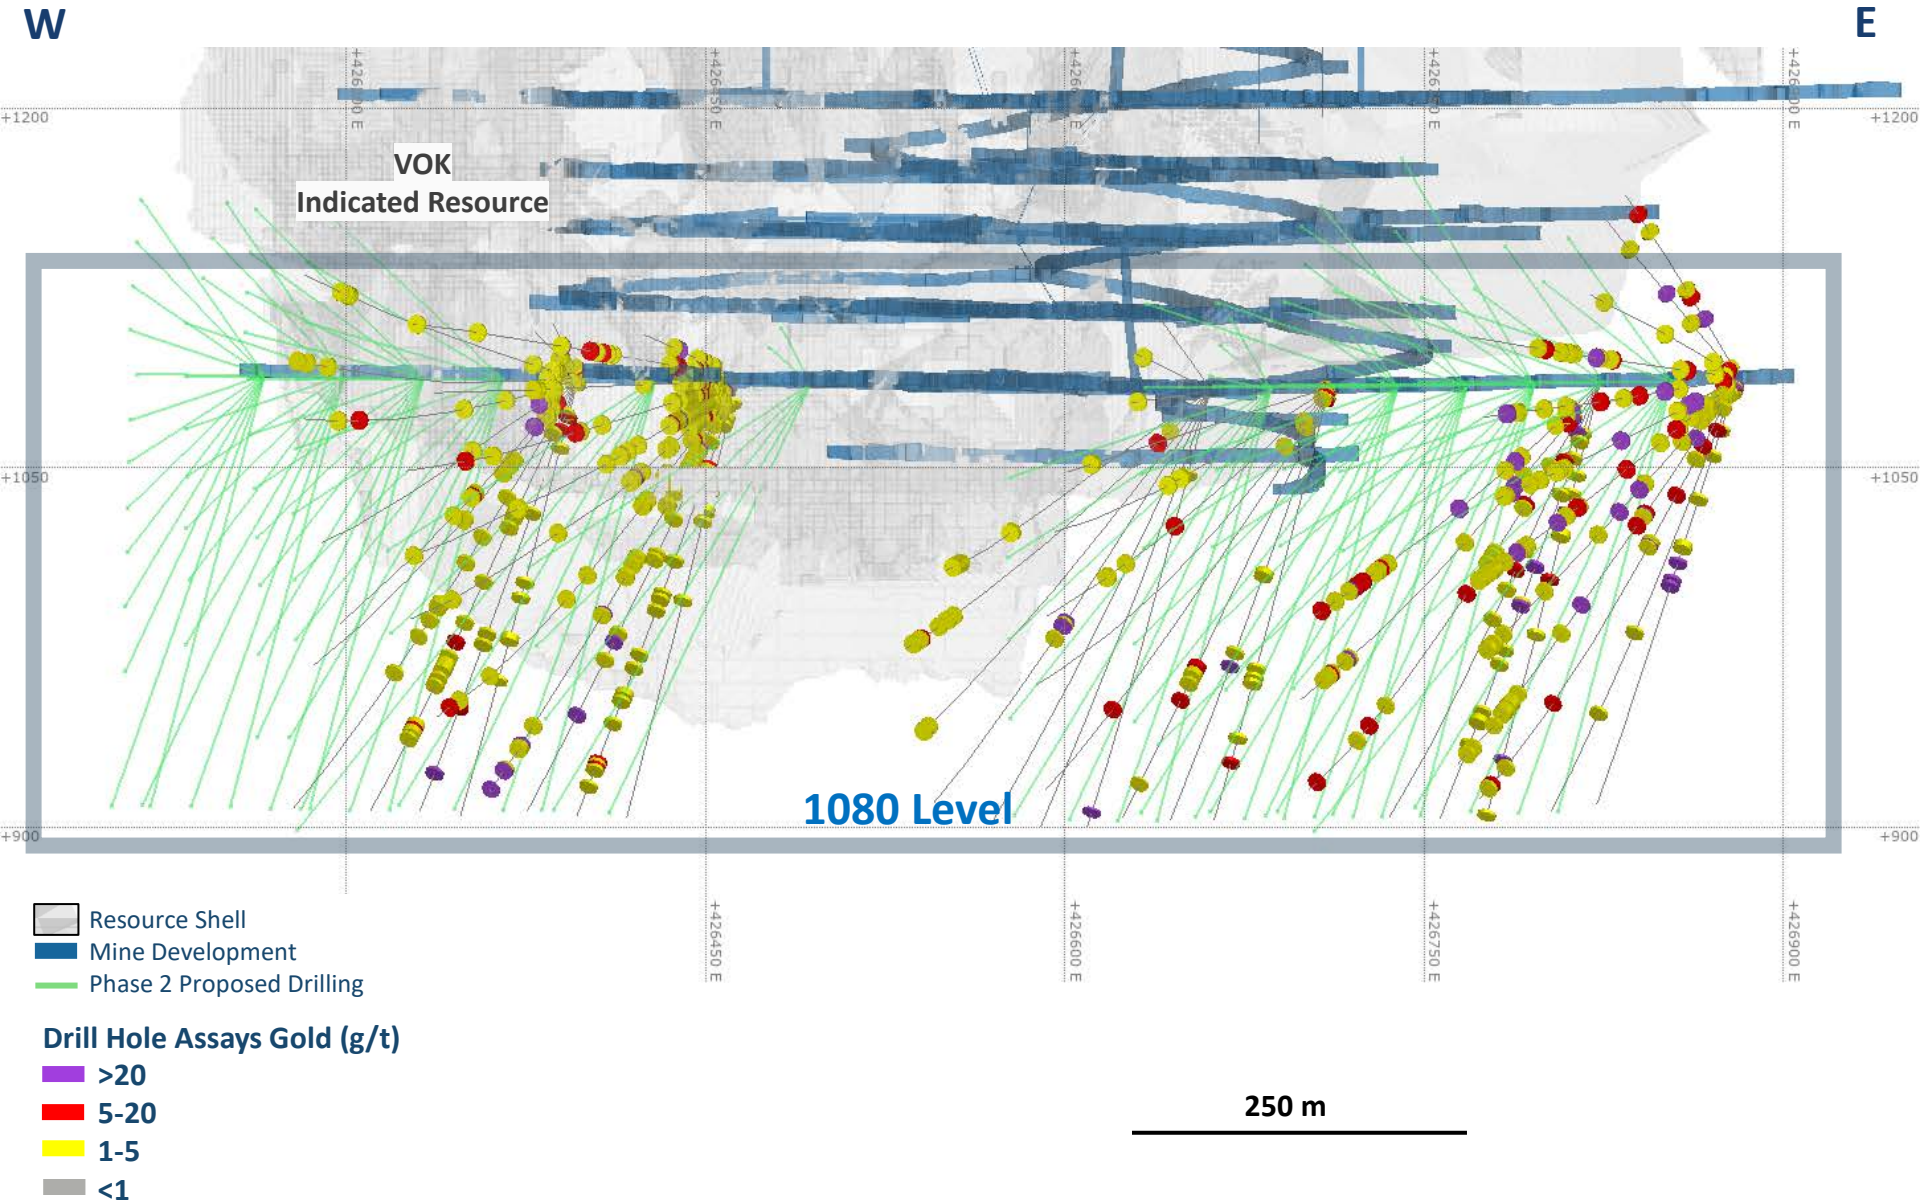 W
E
+426450 E
+1200
+1200
VOK
Indicated Resource
+1050
+1050
1080 Level
+900
+900
+426450 E
+426600 E
+426750 E
+426900 E
Resource Shell
Mine Development
Phase 2 Proposed Drilling
Drill Hole Assays Gold (g/t)
>20
5-20
1-5
<1
250 m